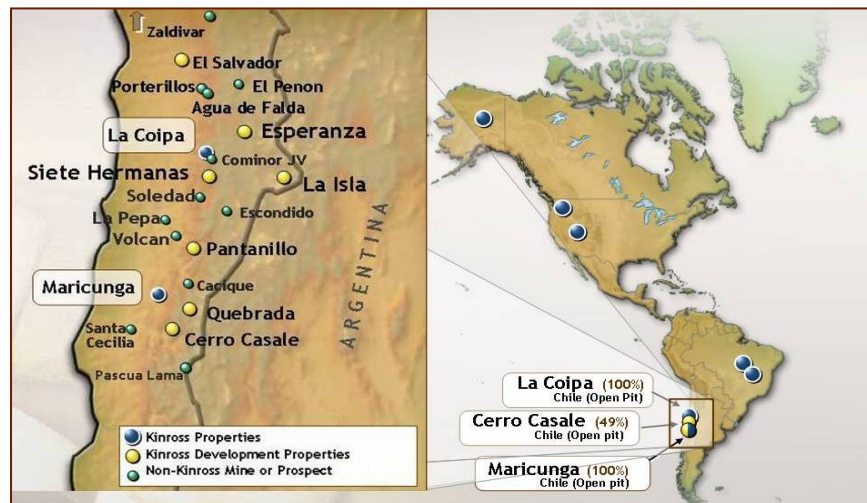 Zaldivar
El Salvador
Porterillos
El Penon
Agua de Falda
La Coipa
Esperanza
Cominor JV
Siete Hermanas
La Isla
Soledad
Escondido
La Pepa
Volcan
Pantanillo
Maricunga
Cacique
Quebrada
Santa
Cecilia
Cerro Casale
Pascua Lama
ARGENTINA
Kinross Properties
Kinross Development Properties
Non-Kinross Mine or Prospect
La Coipa (100%)
Chile (Open Pit)
Cerro Casale (49%)
Chile (Open pit)
Maricunga (100%)
Chile (Open pit)